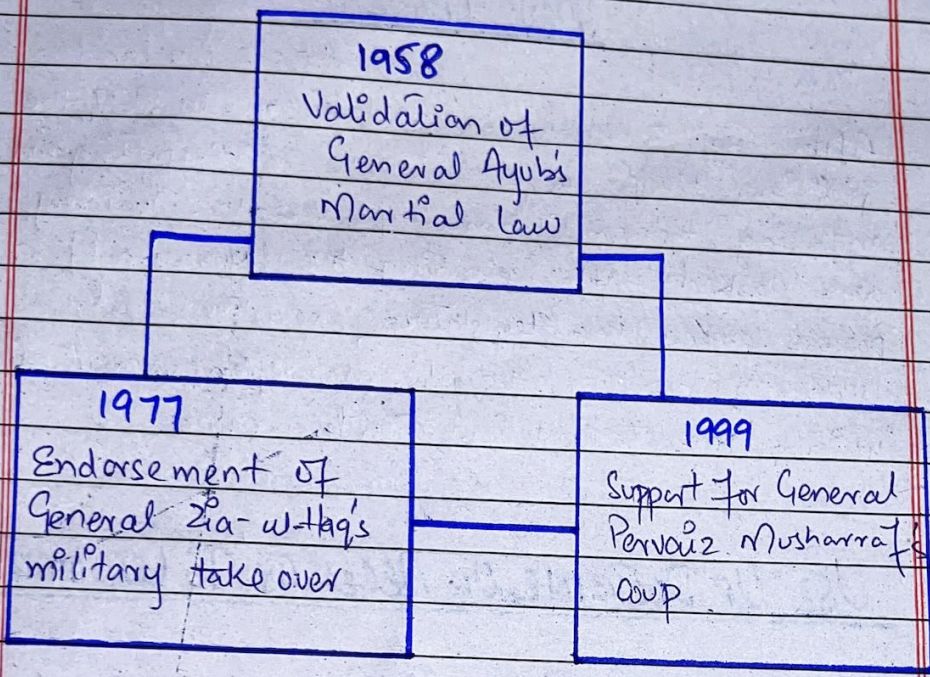 1958
Validation of
General Ayub's
Martial law
1977
Endorsement of
General Zia-ul-Haq's
military take over
1999
Support for General
Pervaiz Musharraf's
coup.